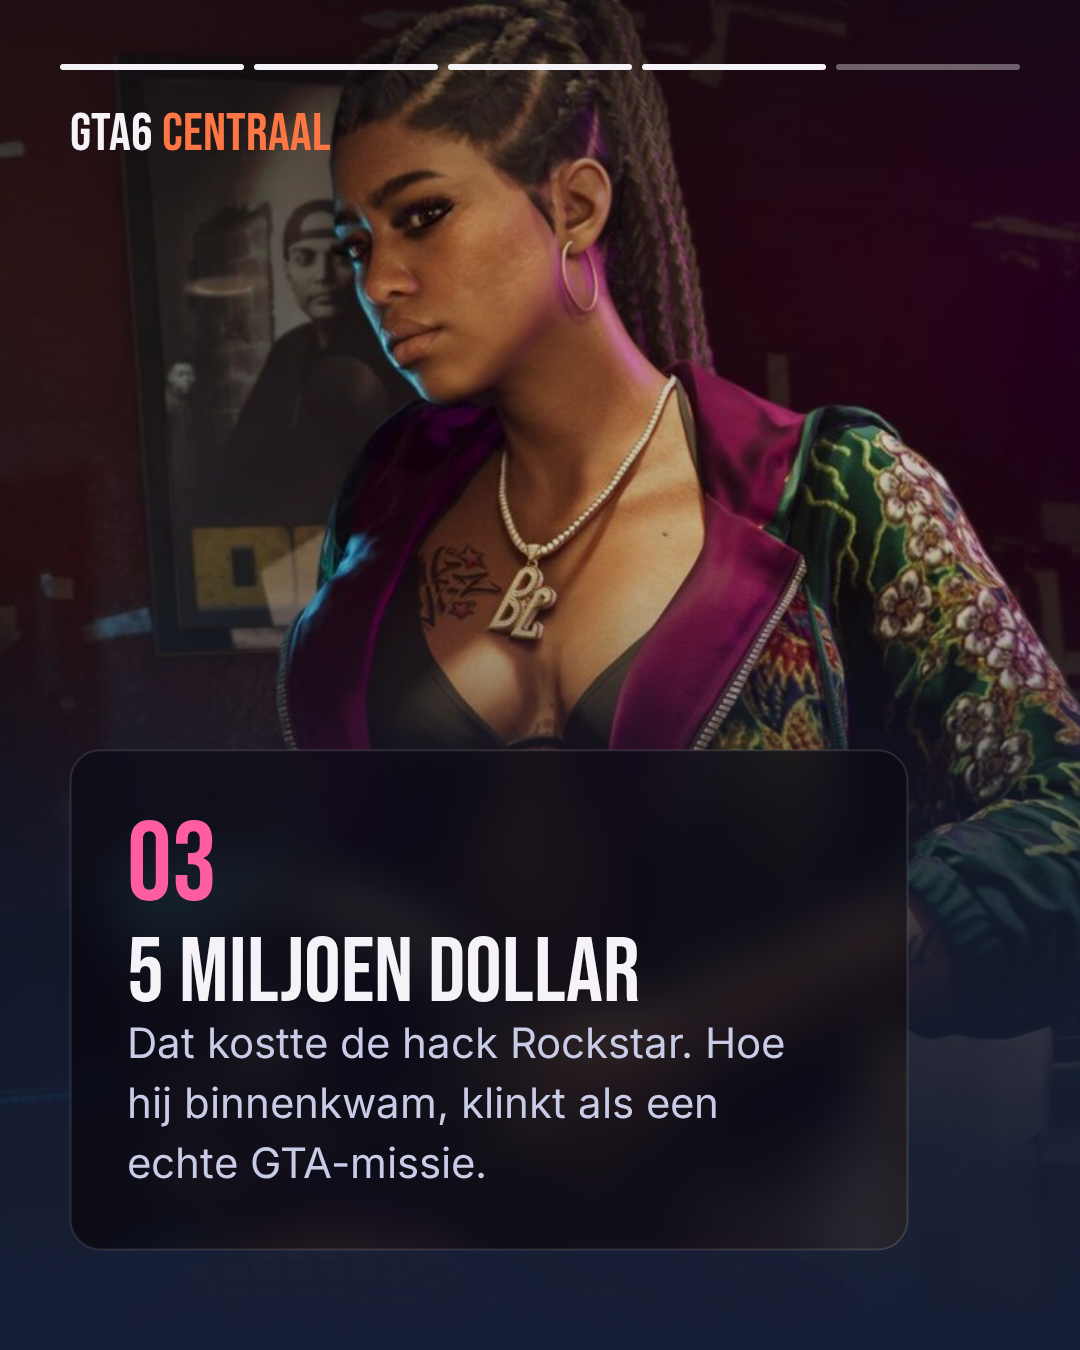 GTA6 CENTRAAL
BC
03
5 MILJOEN DOLLAR
Dat kostte de hack Rockstar. Hoe
hij binnenkwam, klinkt als een
echte GTA-missie.